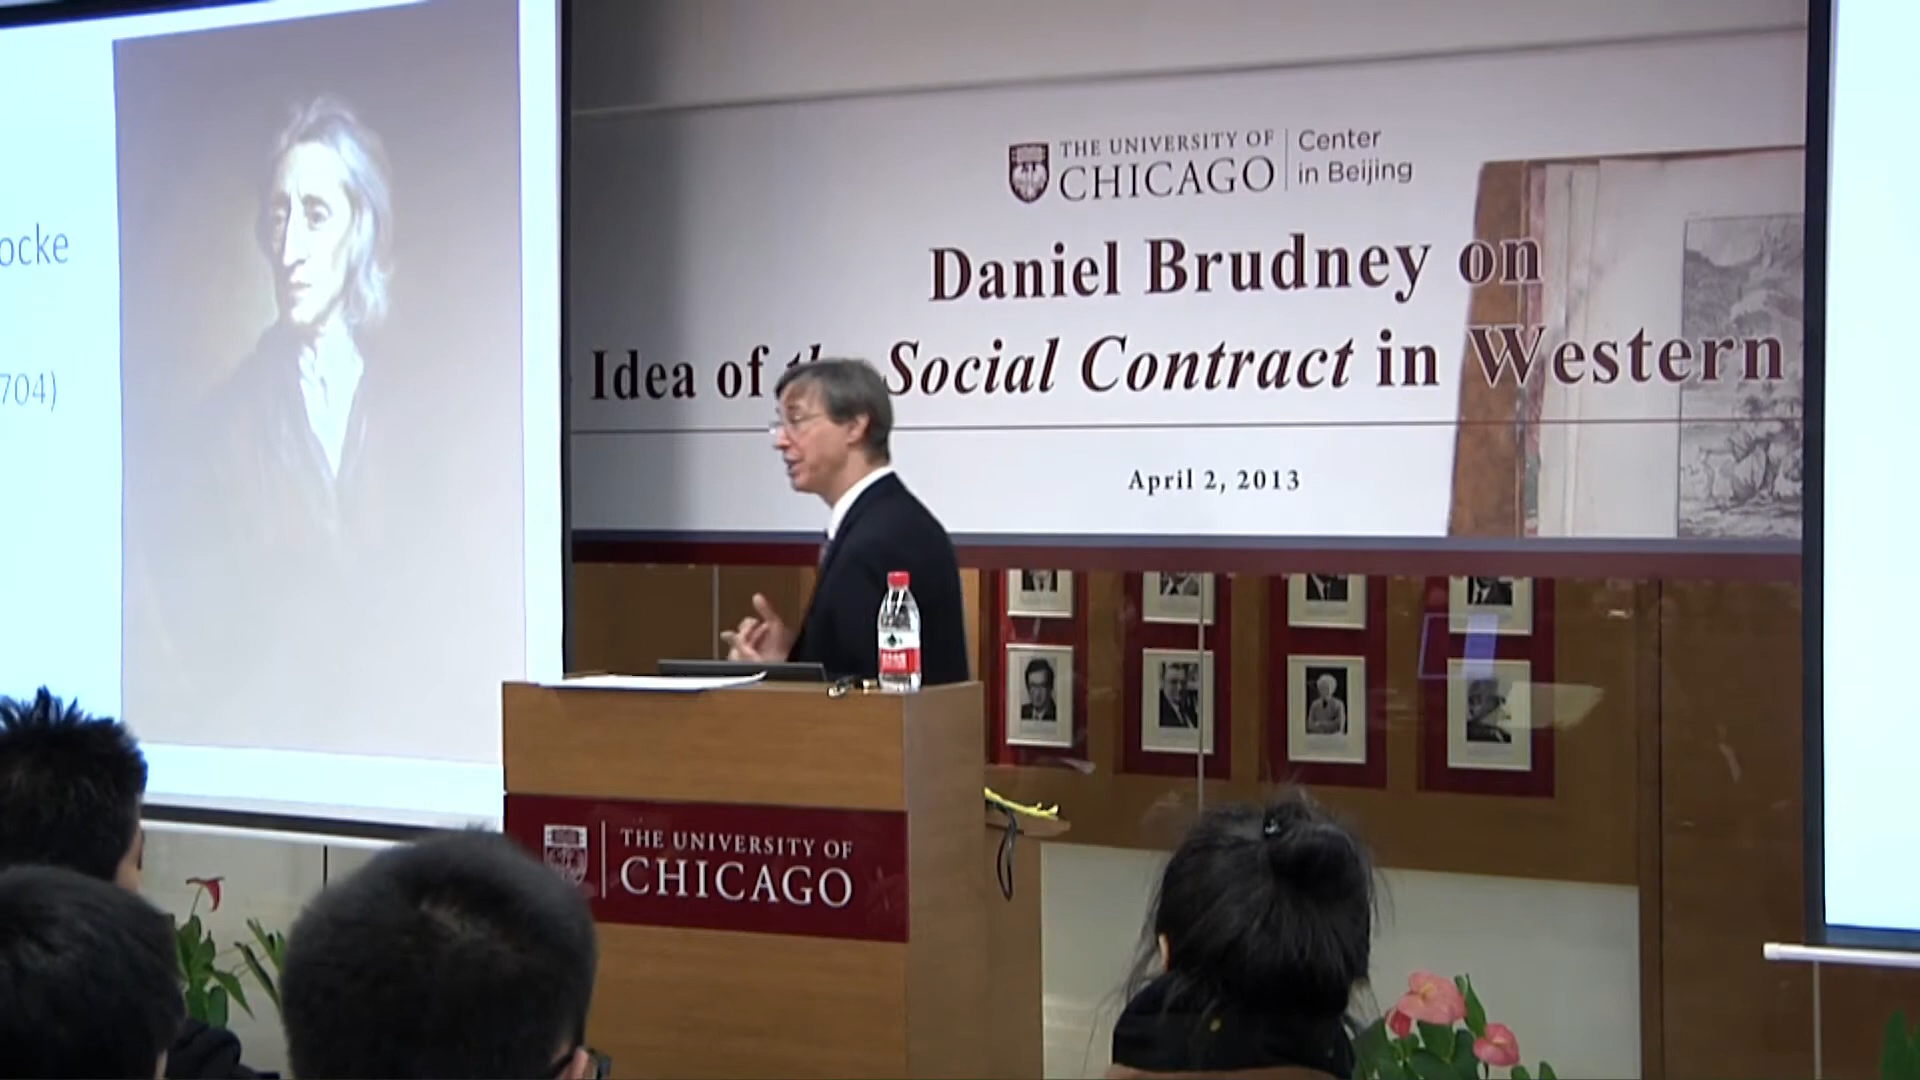 ocke
704)
THE UNIVERSITY OF
CHICAGO
Center
in Beijing
Daniel Brudney on
Idea of the Social Contract in Western
April 2, 2013
THE UNIVERSITY OF
CHICAGO